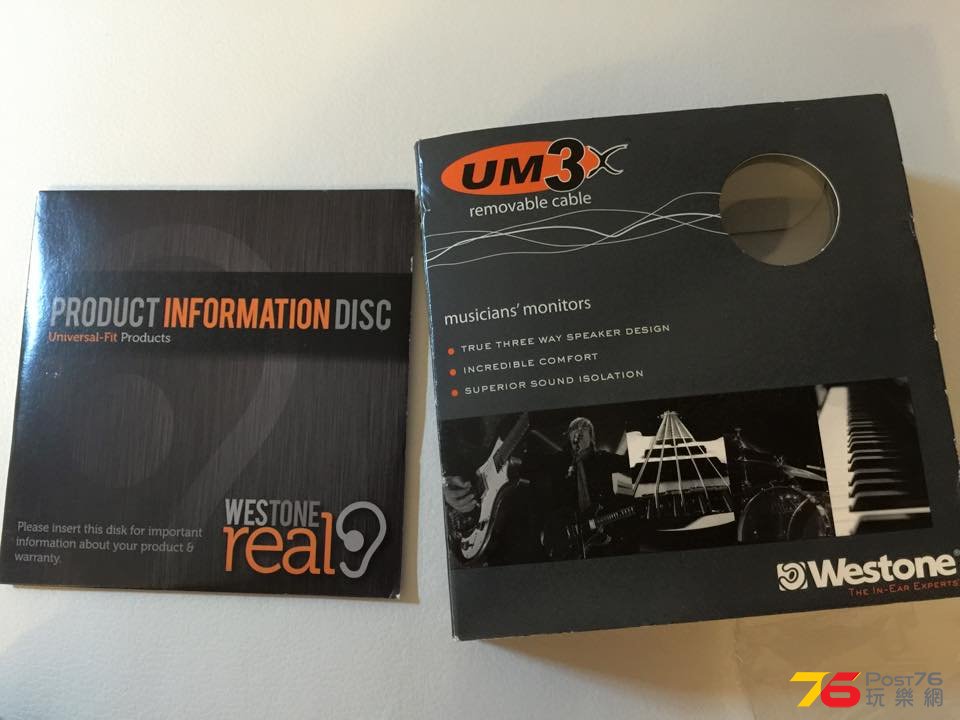 PRODUCT INFORMATION DISC
Universal-Fit Products
Please insert this disk for important
information about your product &
warranty.
WESTONE
real
UM3x
removable cable
musicians' monitors
TRUE THREE WAY SPEAKER DESIGN
INCREDIBLE COMFORT
SUPERIOR SOUND ISOLATION
Westone®
THE IN-EAR EXPERTS
76 POST76
玩樂網